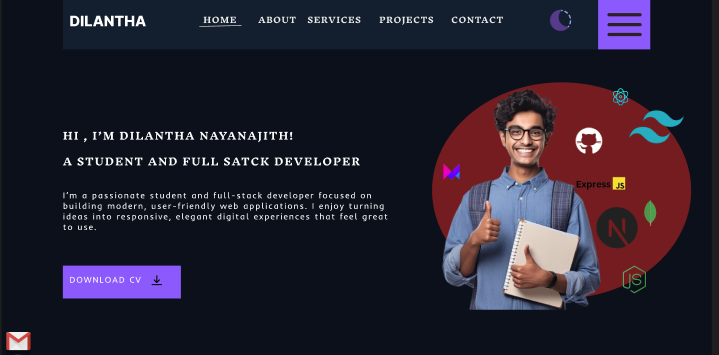 DILANTHA
HOME ABOUT SERVICES PROJECTS CONTACT
HI , I'M DILANTHA NAYANAJITH!
A STUDENT AND FULL SATCK DEVELOPER
I'm a passionate student and full-stack developer focused on
building modern, user-friendly web applications. I enjoy turning
ideas into responsive, elegant digital experiences that feel great
to use.
DOWNLOAD CV
Express JS
N
JS